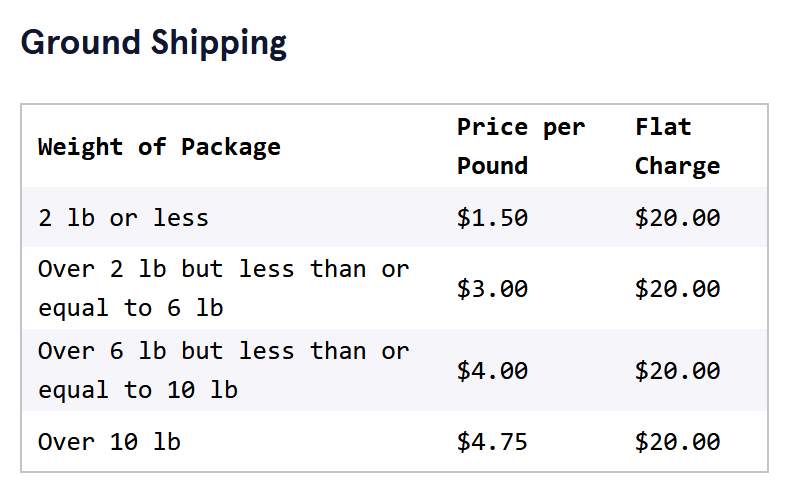 Ground Shipping
Weight of Package Price per Pound Flat Charge
2 lb or less $1.50 $20.00
Over 2 lb but less than or equal to 6 lb $3.00 $20.00
Over 6 lb but less than or equal to 10 lb $4.00 $20.00
Over 10 lb $4.75 $20.00